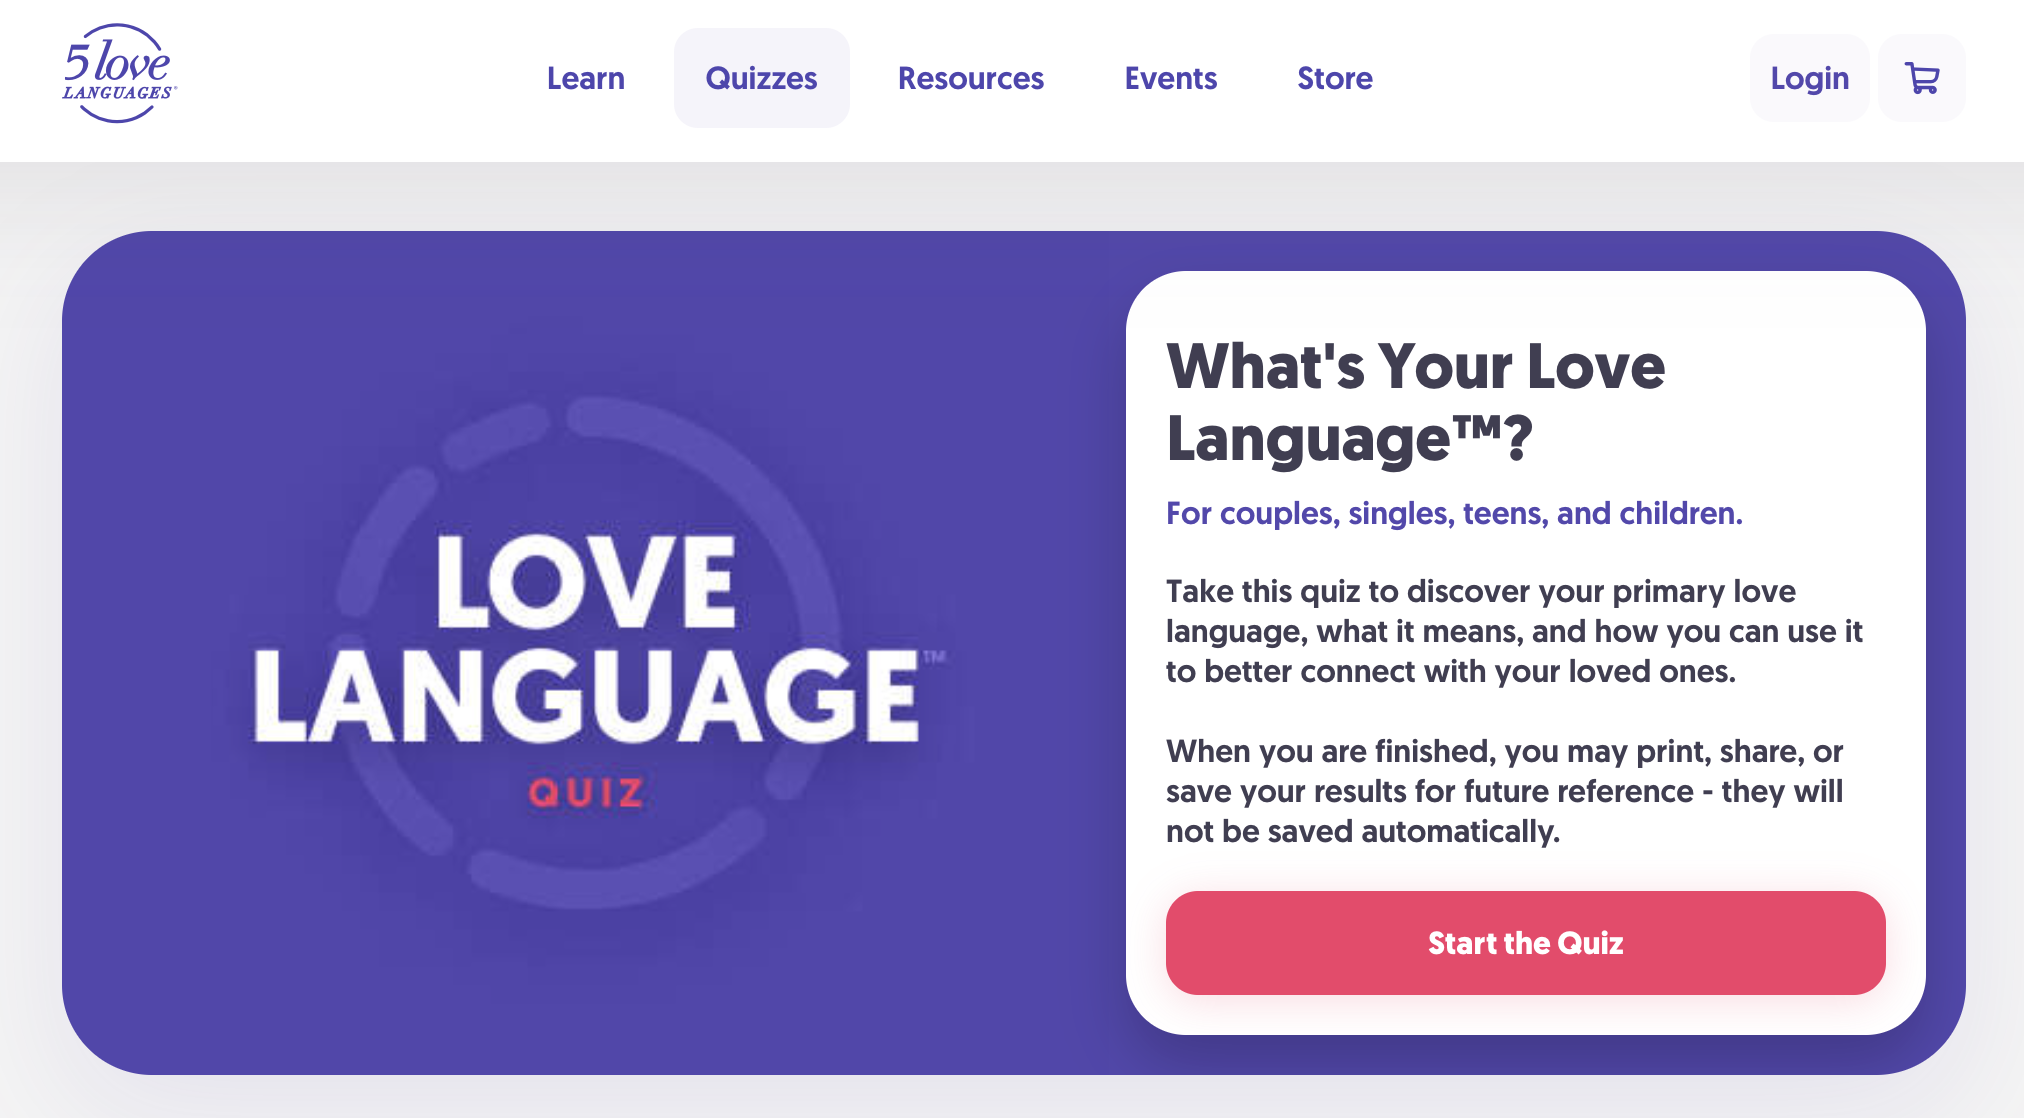 5 love
LANGUAGES®
Learn
Quizzes
Resources
Events
Store
Login
LOVE
LANGUAGE™
QUIZ
What's Your Love
Language™?
For couples, singles, teens, and children.
Take this quiz to discover your primary love
language, what it means, and how you can use it
to better connect with your loved ones.
When you are finished, you may print, share, or
save your results for future reference - they will
not be saved automatically.
Start the Quiz